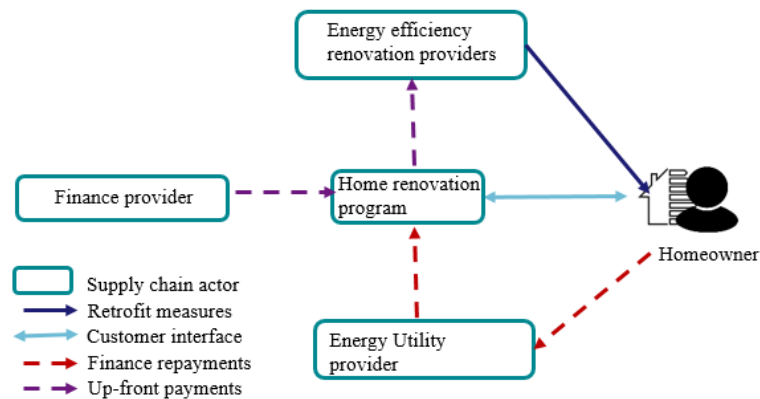 Energy efficiency
renovation providers
Finance provider
Home renovation
program
Homeowner
Energy Utility
provider
Supply chain actor
Retrofit measures
Customer interface
Finance repayments
Up-front payments